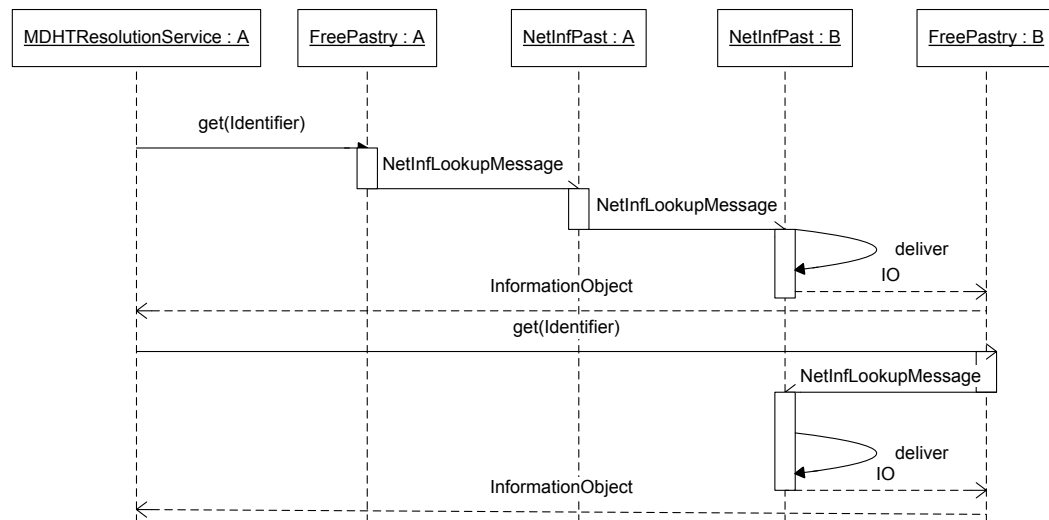 MDHTResolutionService : A
FreePastry : A
NetInfPast : A
NetInfPast : B
FreePastry : B
get(Identifier)
NetInfLookupMessage
NetInfLookupMessage
deliver
IO
InformationObject
get(Identifier)
NetInfLookupMessage
deliver
IO
InformationObject